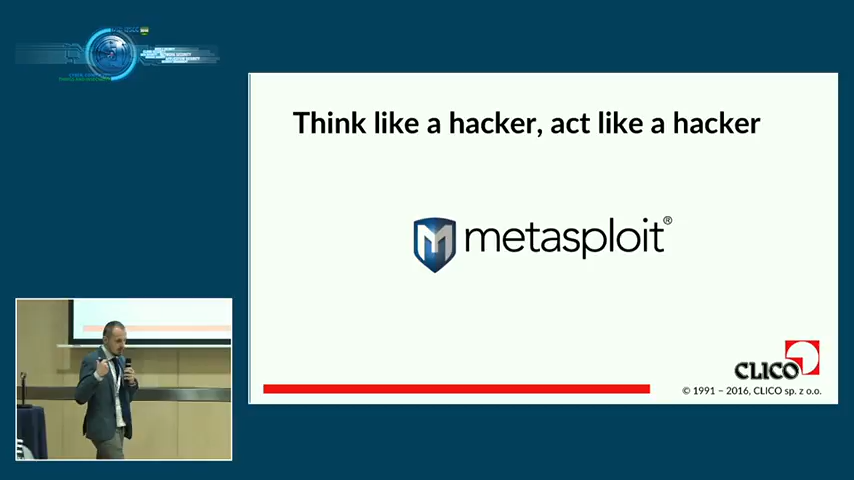 Think like a hacker, act like a hacker
metasploit®
CLICO
© 1991 – 2016, CLICO sp. z o.o.